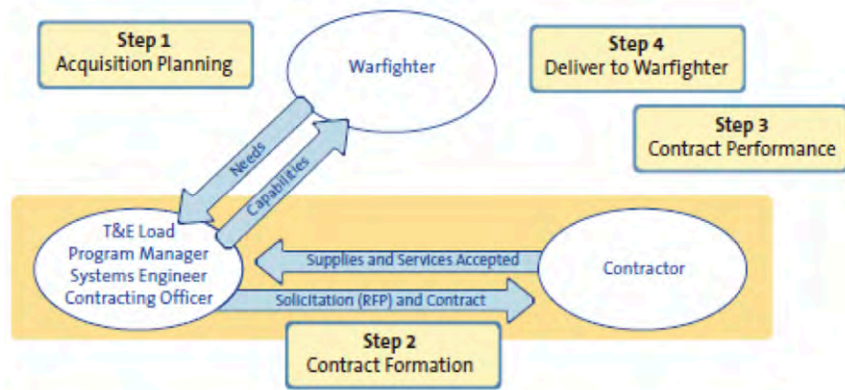 Step 1
Acquisition Planning
Warfighter
Step 4
Deliver to Warfighter
Step 3
Contract Performance
Needs
Capabilities
T&E Load
Program Manager
Systems Engineer
Contracting Officer
Supplies and Services Accepted
Contractor
Solicitation (RFP) and Contract
Step 2
Contract Formation